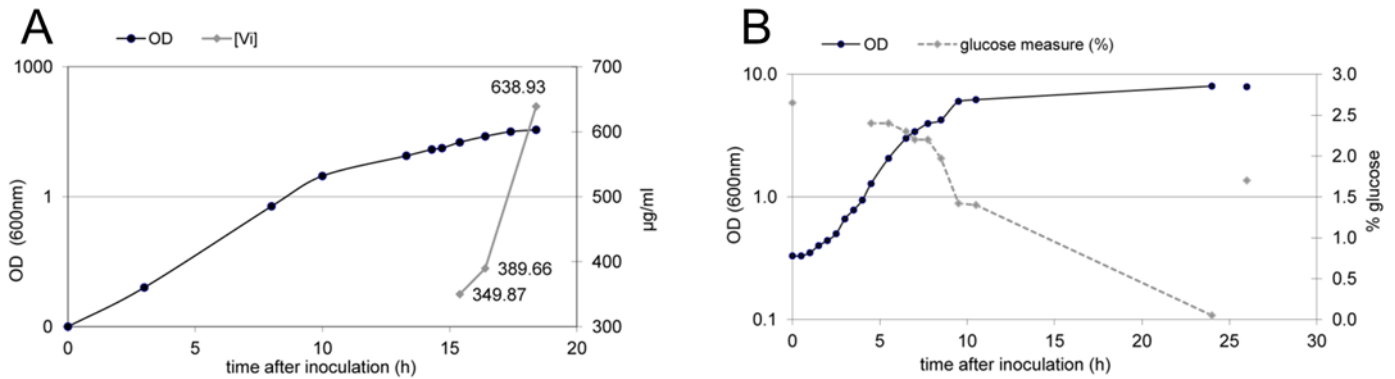 A
OD [Vi]
1000
1
0
700
600
500
400
300
638.93
389.66
349.87
0 5 10 15 20
time after inoculation (h)
OD (600nm)
µg/ml
B
OD glucose measure (%)
10.0
1.0
0.1
3.0
2.5
2.0
1.5
1.0
0.5
0.0
0 5 10 15 20 25 30
time after inoculation (h)
OD (600nm)
% glucose